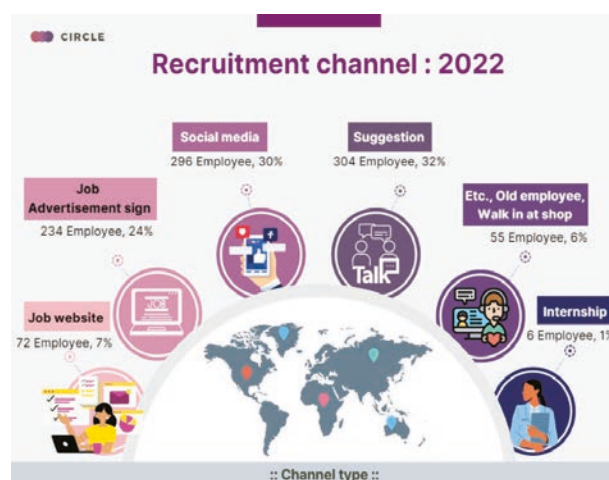 CIRCLE
Recruitment channel : 2022
Social media
296 Employee, 30%
Suggestion
304 Employee, 32%
Job
Advertisement sign
234 Employee, 24%
Etc., Old employee,
Walk in at shop
55 Employee, 6%
Job website
72 Employee, 7%
Internship
6 Employee, 1%
JOB
Talk
:: Channel type ::